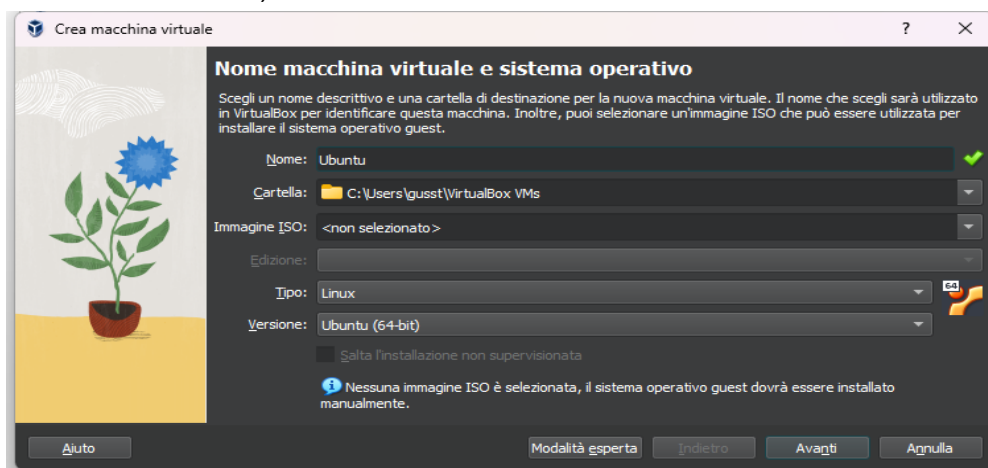 Crea macchina virtuale
?
Nome macchina virtuale e sistema operativo
Scegli un nome descrittivo e una cartella di destinazione per la nuova macchina virtuale. Il nome che scegli sarà utilizzato
in VirtualBox per identificare questa macchina. Inoltre, puoi selezionare un'immagine ISO che può essere utilizzata per
installare il sistema operativo guest.
Nome: Ubuntu
Cartella: C:\Users\gusst\VirtualBox VMs
Immagine ISO: <non selezionato>
Edizione:
Tipo: Linux
64
Versione: Ubuntu (64-bit)
Salta l'installazione non supervisionata
Nessuna immagine ISO è selezionata, il sistema operativo guest dovrà essere installato
manualmente.
Aiuto Modalità esperta Indietro Avanti Annulla